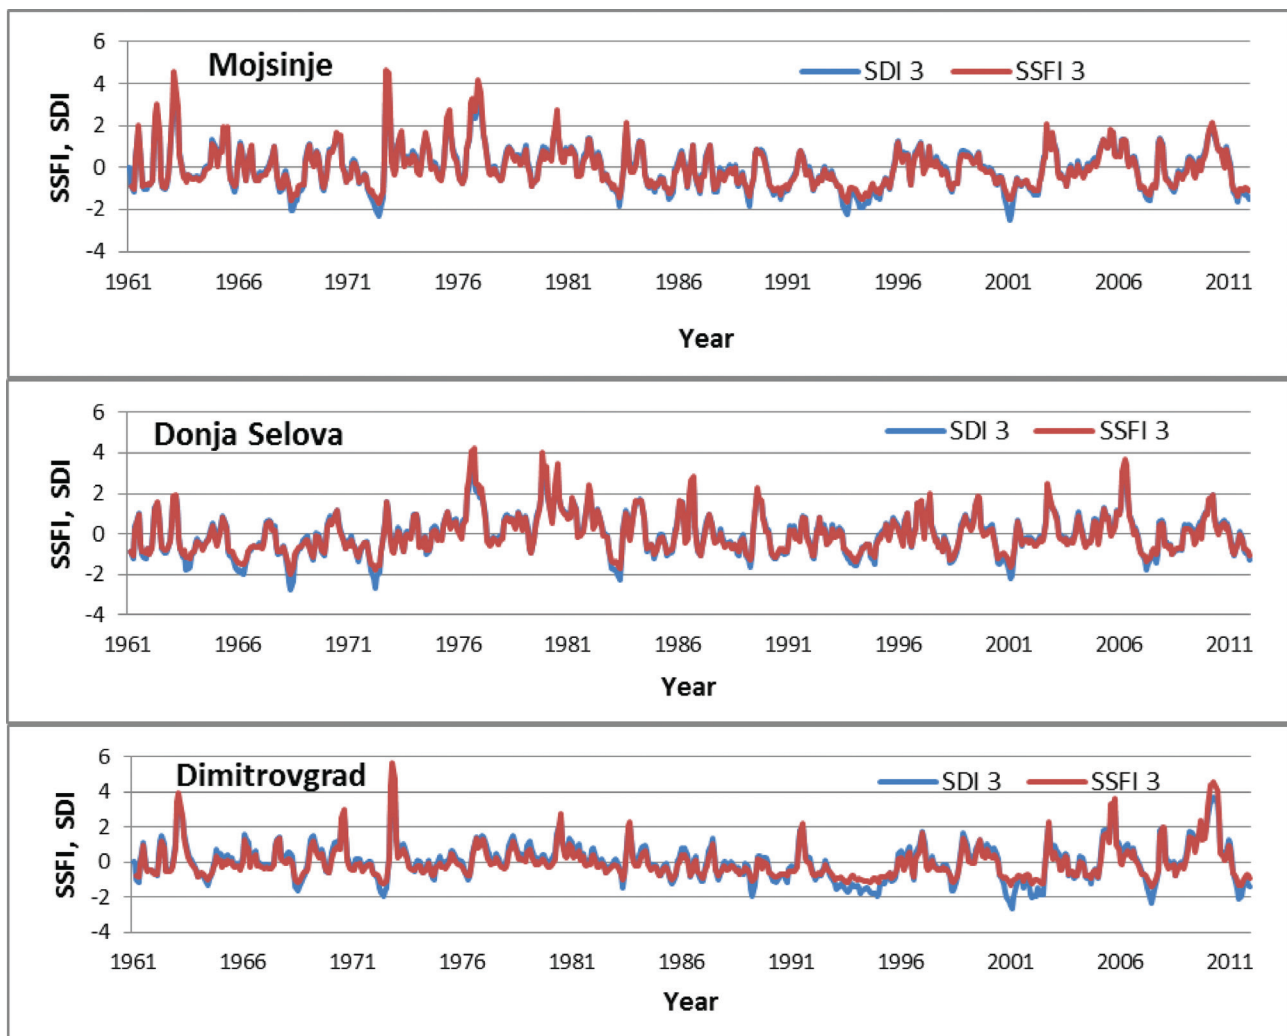 Mojsinje
SDI 3 SSFI 3
SSFI, SDI
6
4
2
0
-2
-4
1961 1966 1971 1976 1981 1986 1991 1996 2001 2006 2011
Year
Donja Selova
SDI 3 SSFI 3
SSFI, SDI
6
4
2
0
-2
-4
1961 1966 1971 1976 1981 1986 1991 1996 2001 2006 2011
Year
Dimitrovgrad
SDI 3 SSFI 3
SSFI, SDI
6
4
2
0
-2
-4
1961 1966 1971 1976 1981 1986 1991 1996 2001 2006 2011
Year